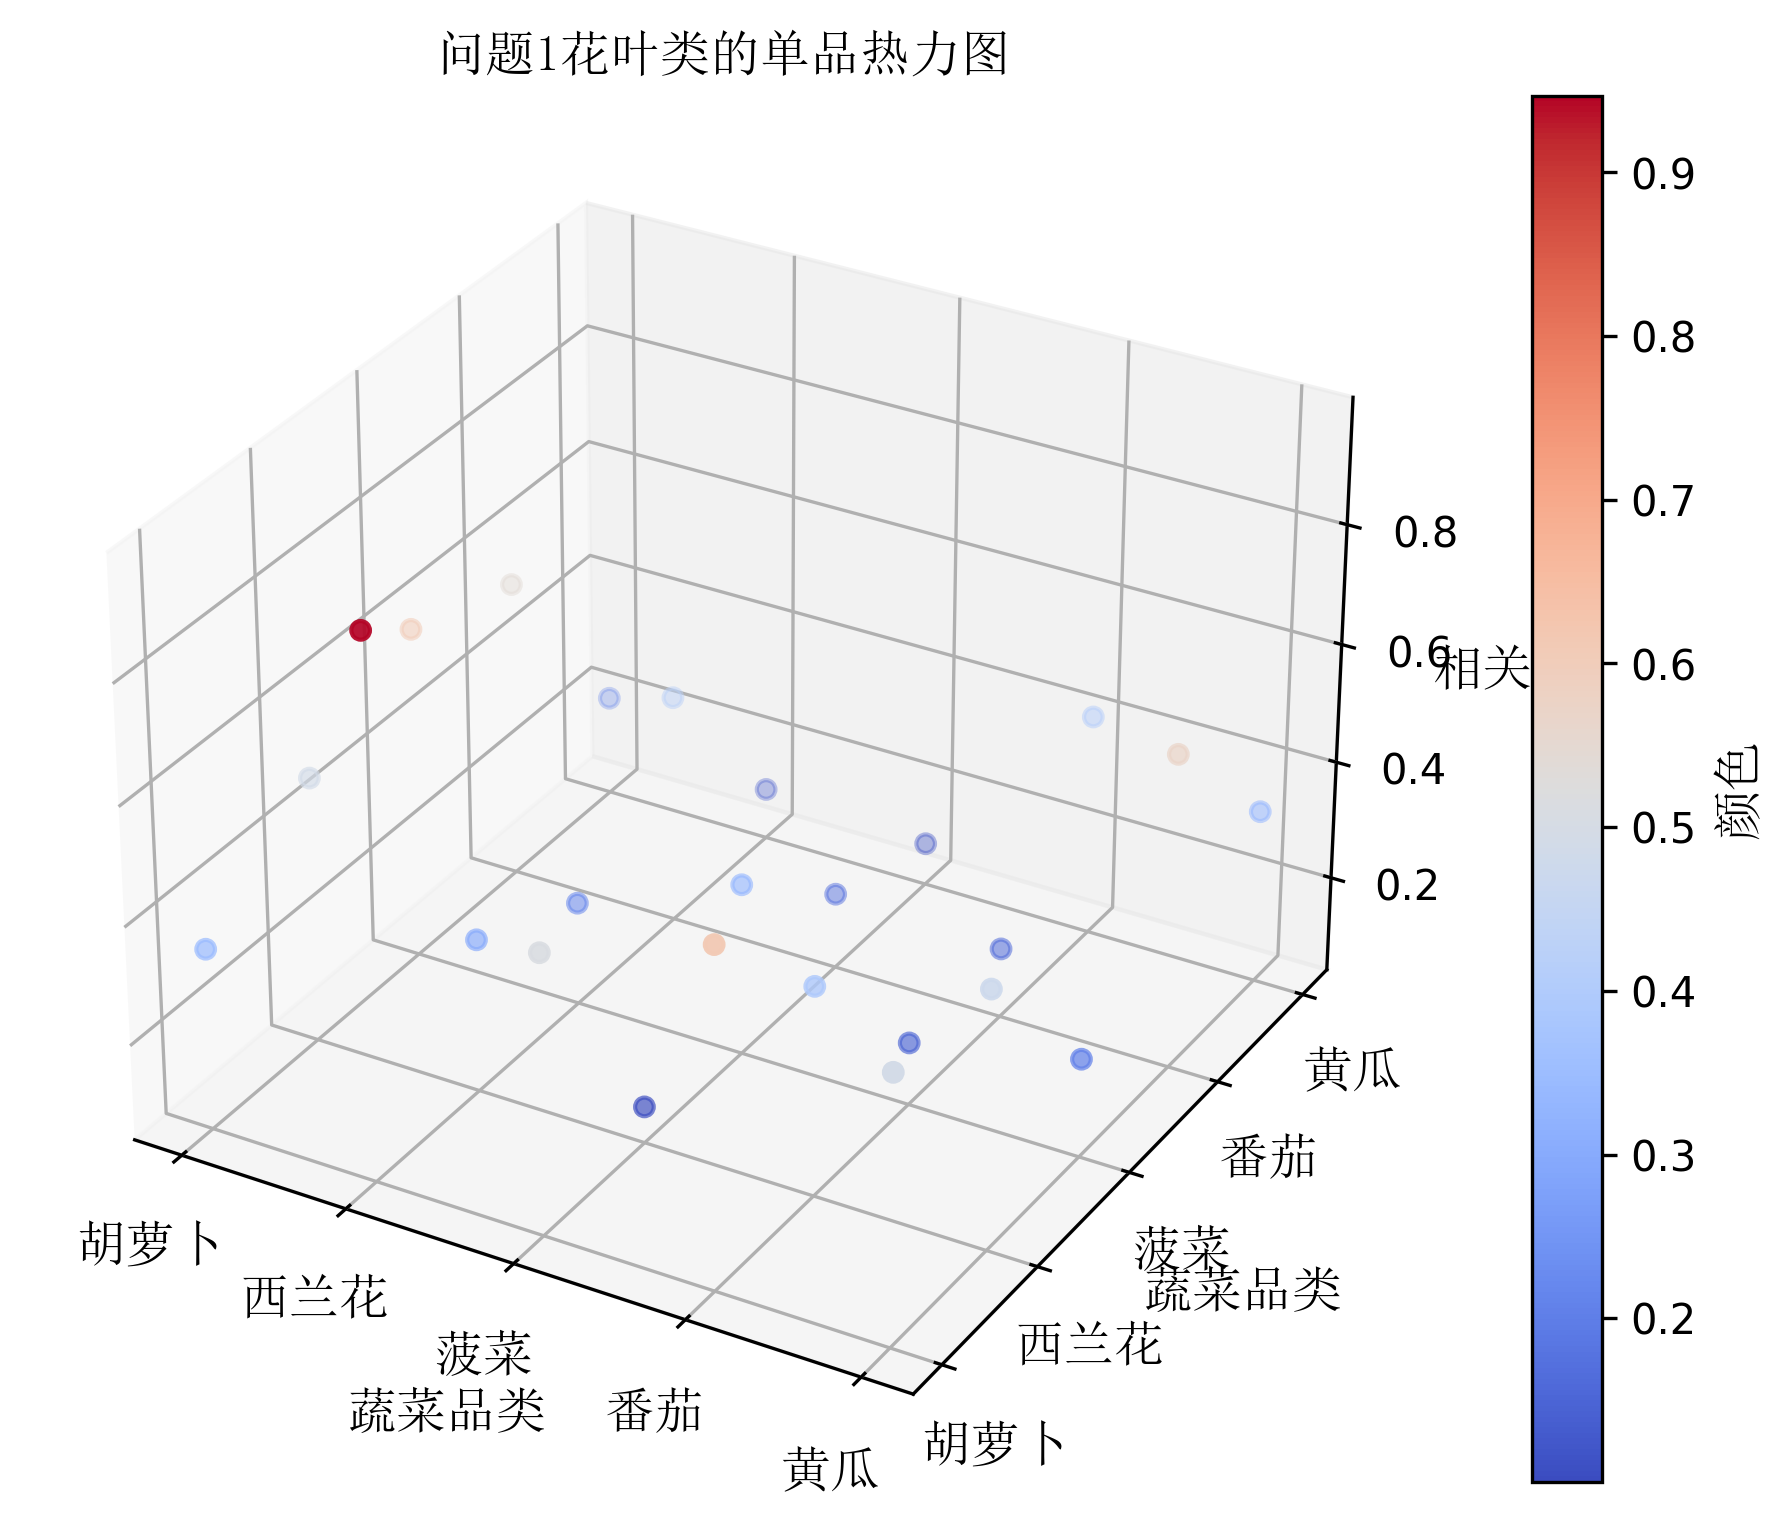 问题1花叶类的单品热力图
0.9
0.8
0.7
0.6
0.5
0.4
0.3
0.2
颜色
0.8
0.6
0.4
0.2
相关
黄瓜
番茄
菠菜
西兰花
胡萝卜
蔬菜品类
胡萝卜
西兰花
菠菜
番茄
黄瓜
蔬菜品类